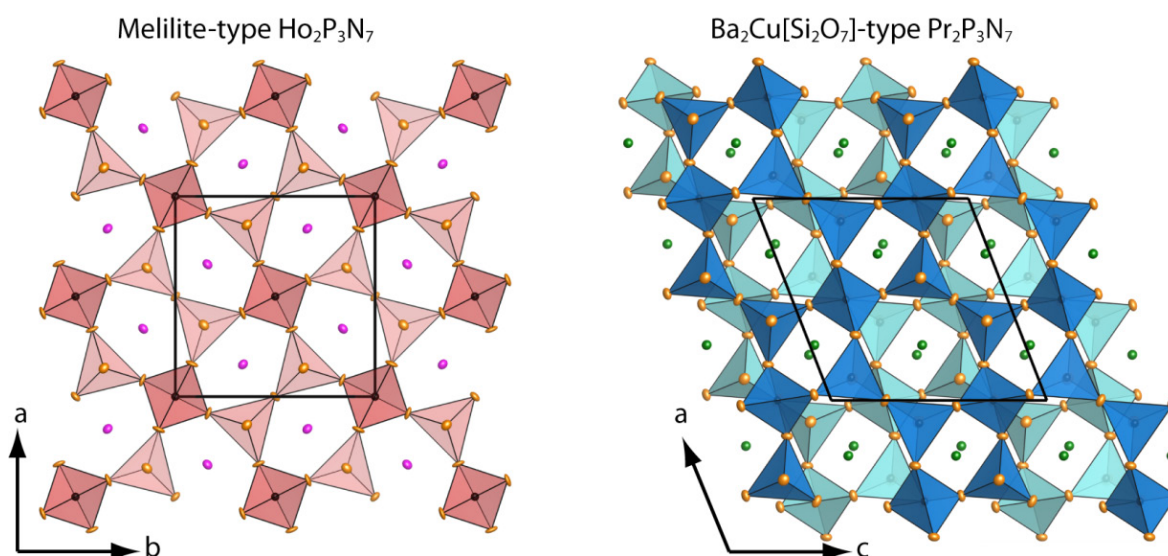 Melilite-type Ho₂P₃N₇
Ba₂Cu[Si₂O₇]-type Pr₂P₃N₇
a
b
a
c